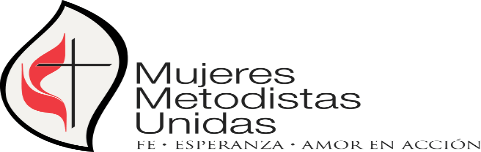 Mujeres
Metodistas
Unidas
FE • ESPERANZA • AMOR EN ACCIÓN